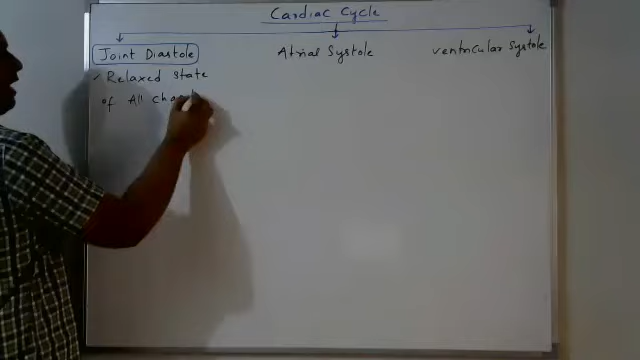 Cardiac Cycle
Joint Diastole
Atrial Systole
Ventricular Systole
✓ Relaxed State
of All